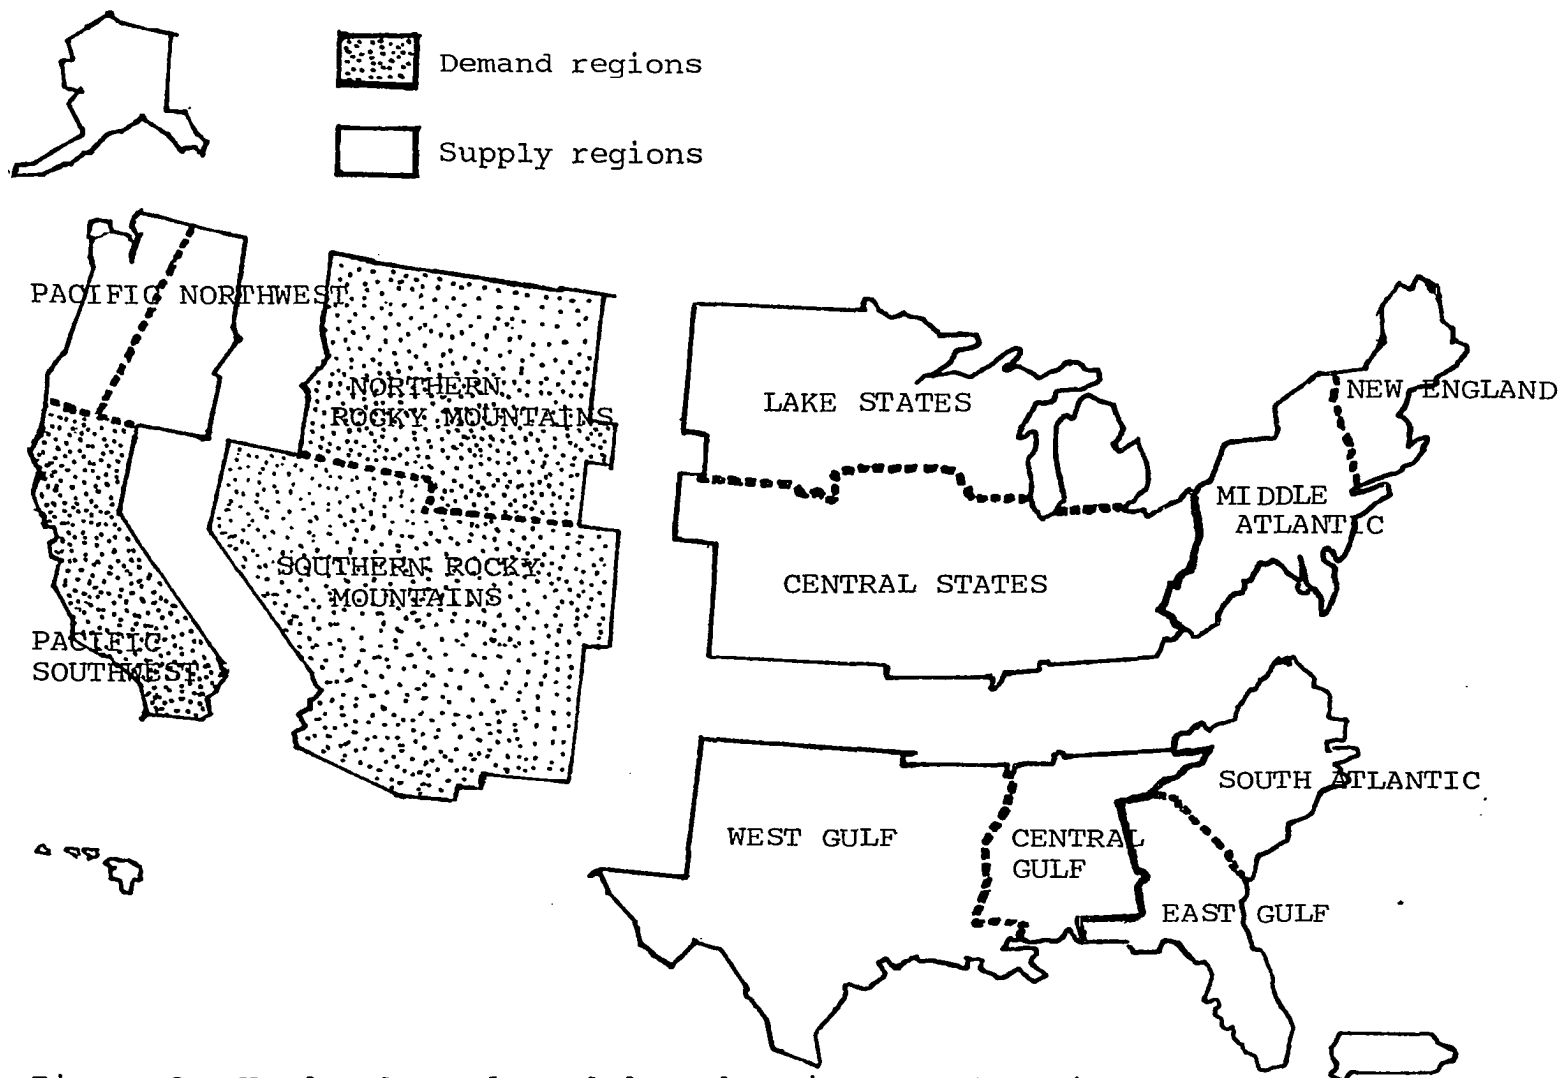 Demand regions
Supply regions
PACIFIC NORTHWEST
NORTHERN
ROCKY MOUNTAINS
LAKE STATES
NEW ENGLAND
MIDDLE
ATLANTIC
SOUTHERN ROCKY
MOUNTAINS
CENTRAL STATES
PACIFIC
SOUTHWEST
SOUTH ATLANTIC
WEST GULF
CENTRAL
GULF
EAST GULF